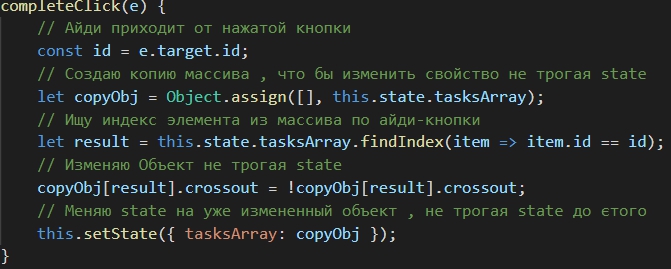 completeClick(e) {
// Айди приходит от нажатой кнопки
const id = e.target.id;
// Создаю копию массива , что бы изменить свойство не трогая state
let copyObj = Object.assign([], this.state.tasksArray);
// Ищу индекс элемента из массива по айди-кнопки
let result = this.state.tasksArray.findIndex(item => item.id == id);
// Изменяю Объект не трогая state
copyObj[result].crossout = !copyObj[result].crossout;
// Меняю state на уже измененный объект , не трогая state до єтого
this.setState({ tasksArray: copyObj });
}